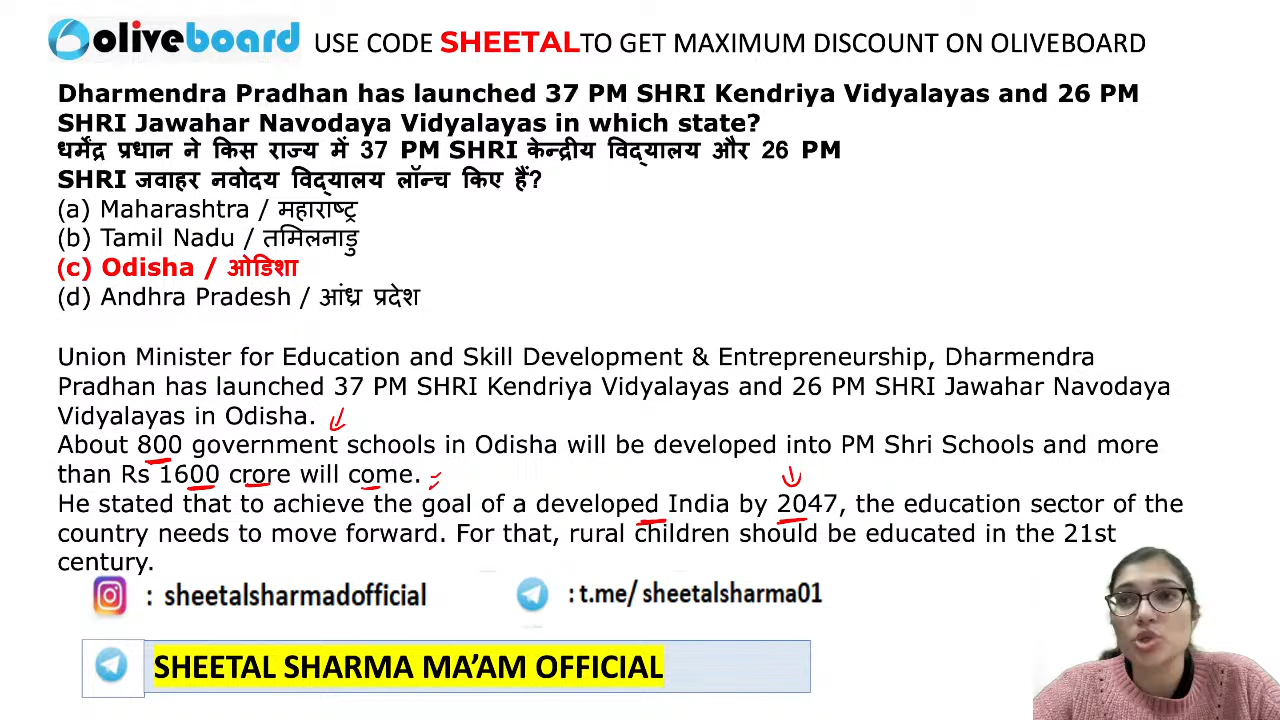 oliveboard USE CODE SHEETAL TO GET MAXIMUM DISCOUNT ON OLIVEBOARD
Dharmendra Pradhan has launched 37 PM SHRI Kendriya Vidyalayas and 26 PM
SHRI Jawahar Navodaya Vidyalayas in which state?
धर्मेंद्र प्रधान ने किस राज्य में 37 PM SHRI केन्द्रीय विद्यालय और 26 PM
SHRI जवाहर नवोदय विद्यालय लॉन्च किए हैं?
(a) Maharashtra / महाराष्ट्र
(b) Tamil Nadu / तमिलनाडु
(c) Odisha / ओडिशा
(d) Andhra Pradesh / आंध्र प्रदेश
Union Minister for Education and Skill Development & Entrepreneurship, Dharmendra
Pradhan has launched 37 PM SHRI Kendriya Vidyalayas and 26 PM SHRI Jawahar Navodaya
Vidyalayas in Odisha.
About 800 government schools in Odisha will be developed into PM Shri Schools and more
than Rs 1600 crore will come.
He stated that to achieve the goal of a developed India by 2047, the education sector of the
country needs to move forward. For that, rural children should be educated in the 21st
century.
: sheetalsharmadofficial
: t.me/ sheetalsharma01
SHEETAL SHARMA MA’AM OFFICIAL